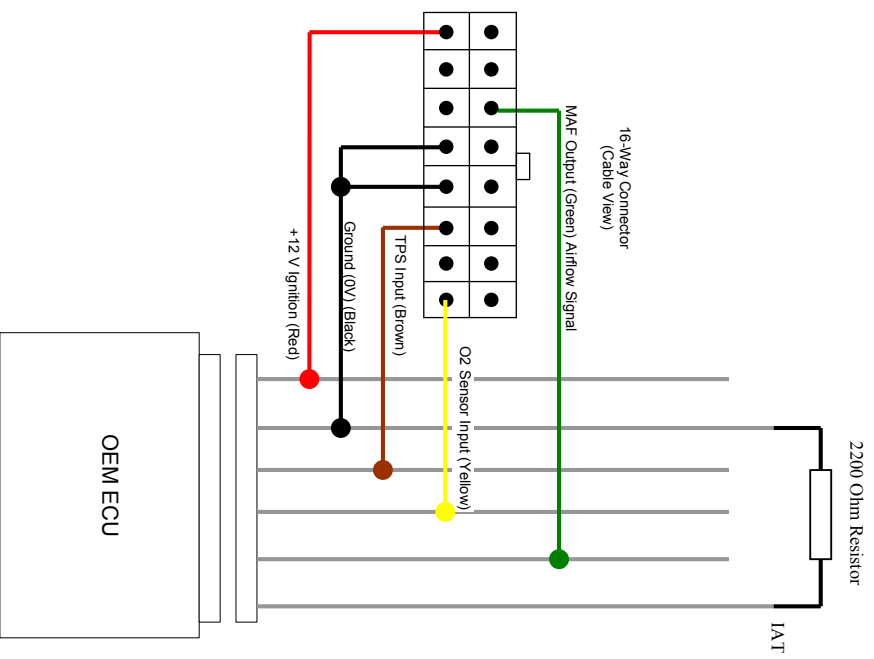 16-Way Connector
(Cable View)
MAF Output (Green) Airflow Signal
O2 Sensor Input (Yellow)
TPS Input (Brown)
Ground (0V) (Black)
+12 V Ignition (Red)
2200 Ohm Resistor
IAT
OEM ECU